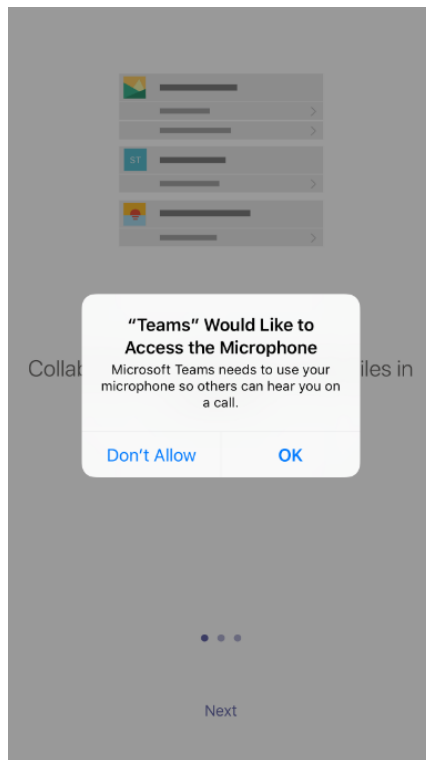 ST
“Teams” Would Like to
Access the Microphone
Microsoft Teams needs to use your
microphone so others can hear you on
a call.
Collab
iles in
Don’t Allow
OK
Next